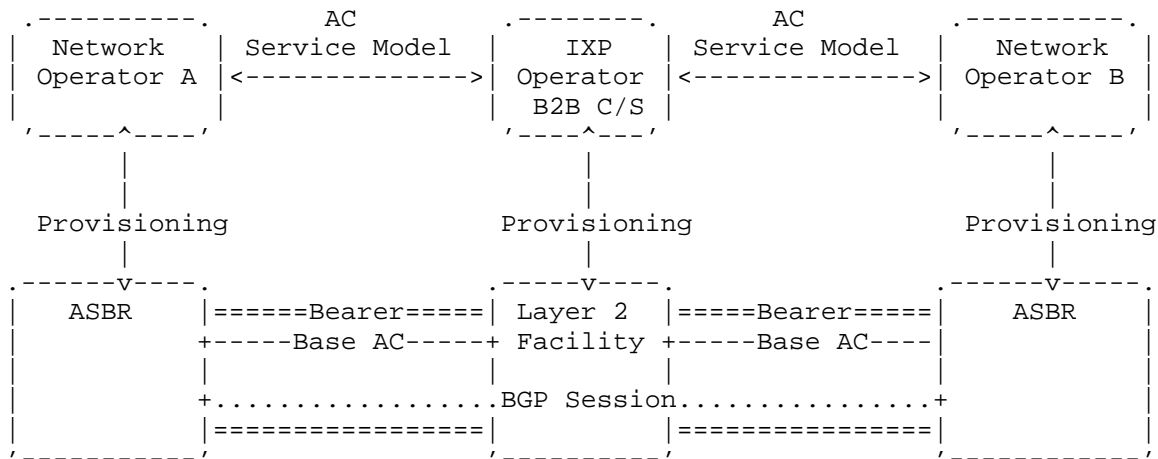 AC AC
Network Service Model IXP Service Model Network
Operator A Operator Operator B
B2B C/S
Provisioning Provisioning Provisioning
ASBR ======Bearer===== Layer 2 =====Bearer===== ASBR
+-----Base AC-----+ Facility +-----Base AC----
+..................BGP Session................+